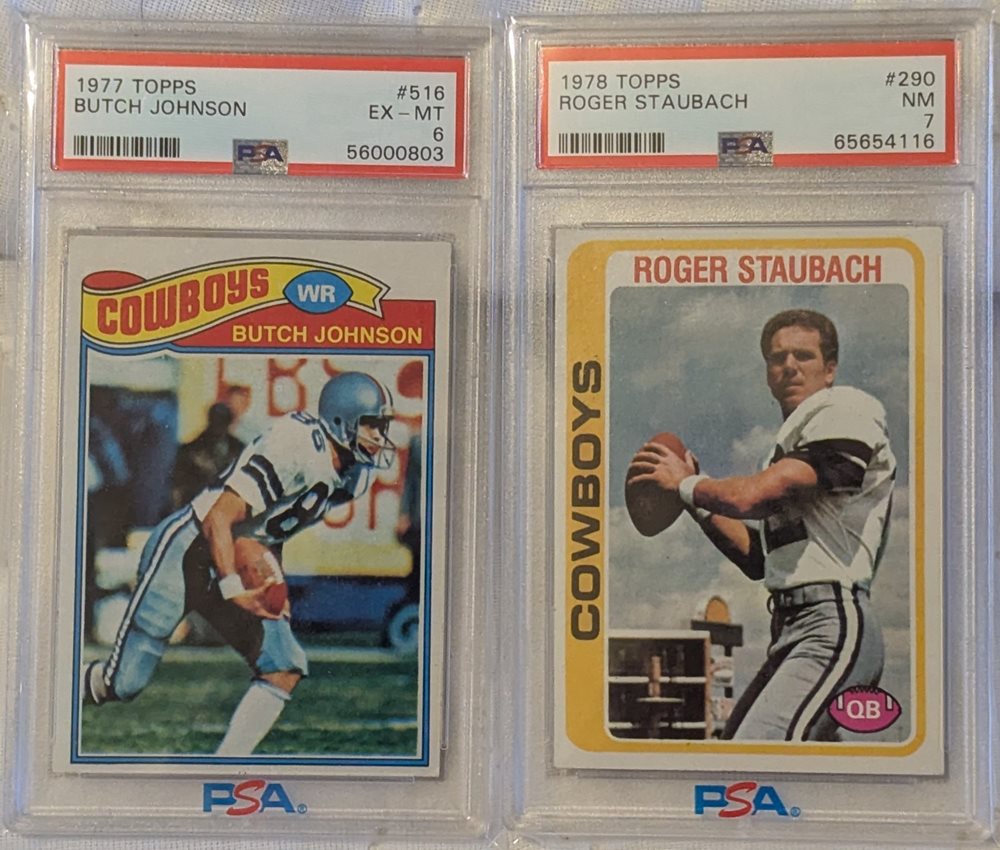 1977 TOPPS #516
BUTCH JOHNSON EX - MT
6
PSA 56000803
COWBOYS WR
BUTCH JOHNSON
PSA
1978 TOPPS #290
ROGER STAUBACH NM
7
PSA 65654116
ROGER STAUBACH
COWBOYS
QB
PSA